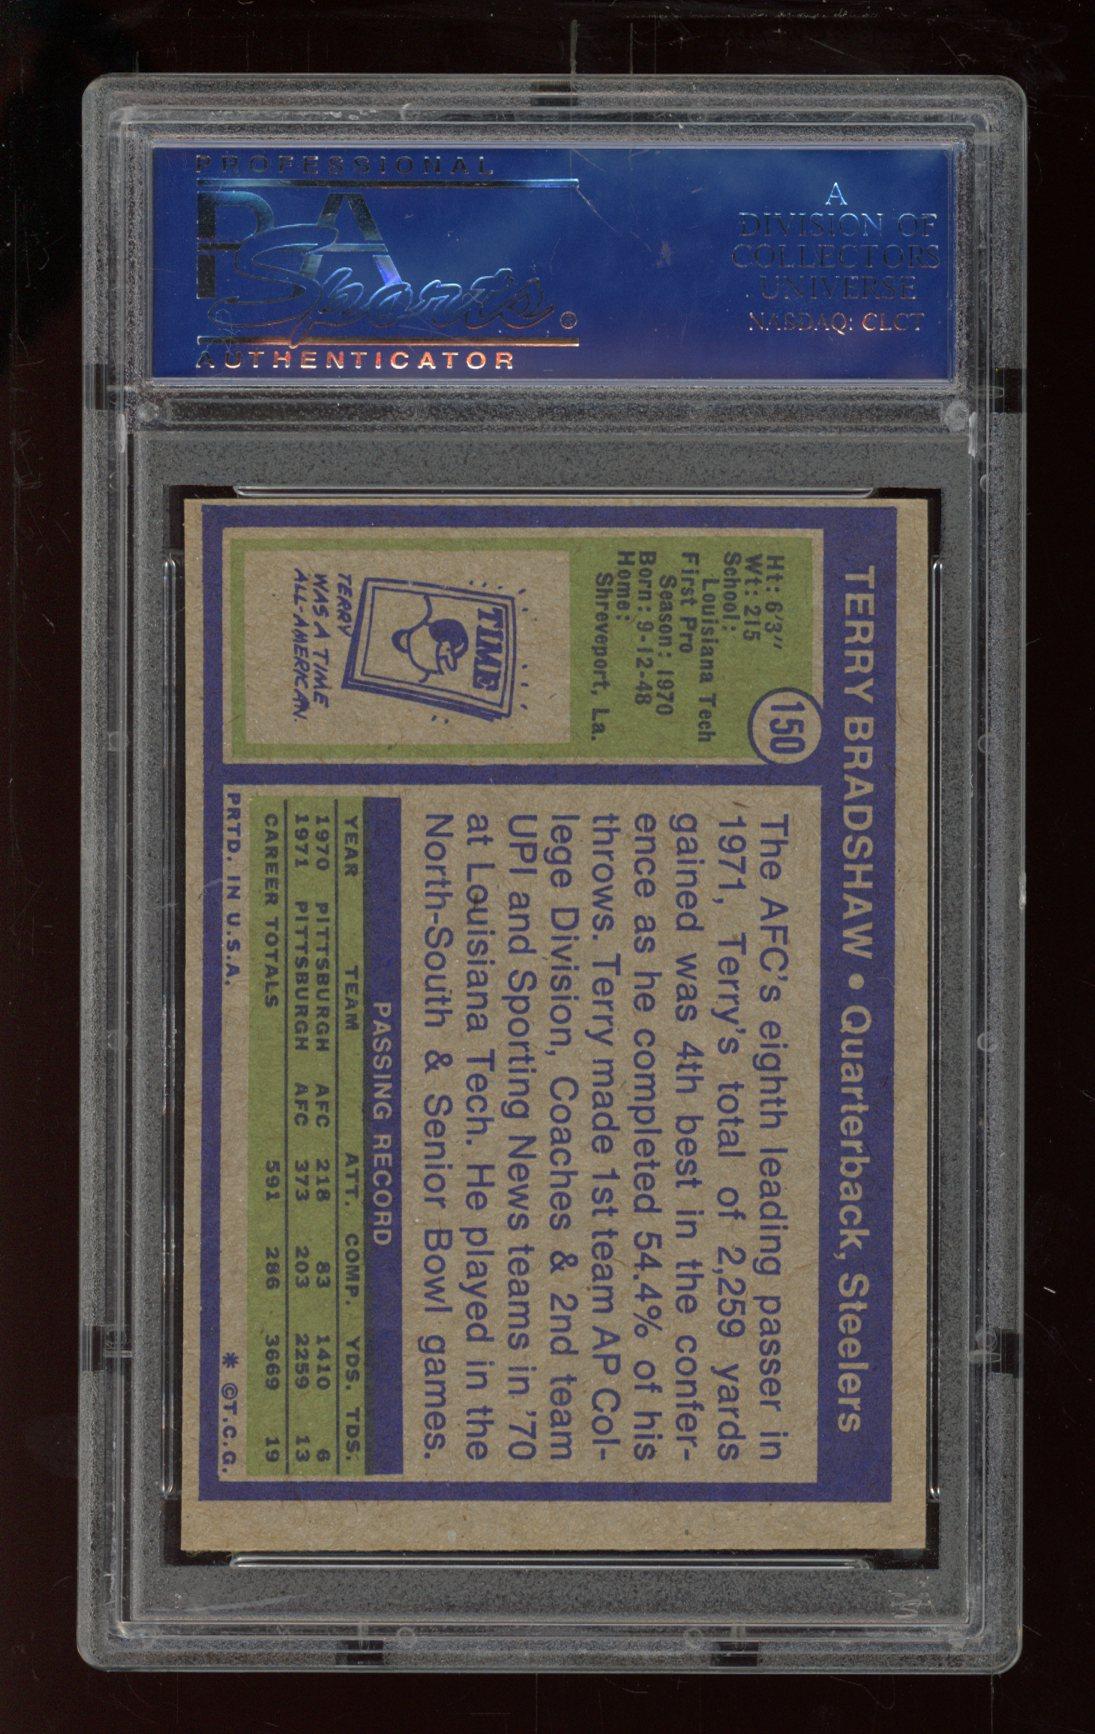 PROFESSIONAL
PSA
Sports
AUTHENTICATOR
A
DIVISION OF
COLLECTORS
UNIVERSE
NASDAQ: CLCT
TERRY BRADSHAW • Quarterback, Steelers
150
Ht: 6'3"
Wt: 215
School:
Louisiana Tech
First Pro
Season: 1970
Born: 9-12-48
Home:
Shreveport, La.
TIME
TERRY
WAS A TIME
ALL-AMERICAN.
The AFC's eighth leading passer in
1971, Terry's total of 2,259 yards
gained was 4th best in the confer-
ence as he completed 54.4% of his
throws. Terry made 1st team AP Col-
lege Division, Coaches & 2nd team
UPI and Sporting News teams in '70
at Louisiana Tech. He played in the
North-South & Senior Bowl games.
PASSING RECORD
YEAR TEAM ATT. COMP. YDS. TDS.
1970 PITTSBURGH AFC 218 83 1410 6
1971 PITTSBURGH AFC 373 203 2259 13
CAREER TOTALS 591 286 3669 19
PRTD. IN U.S.A. * ©T.C.G.